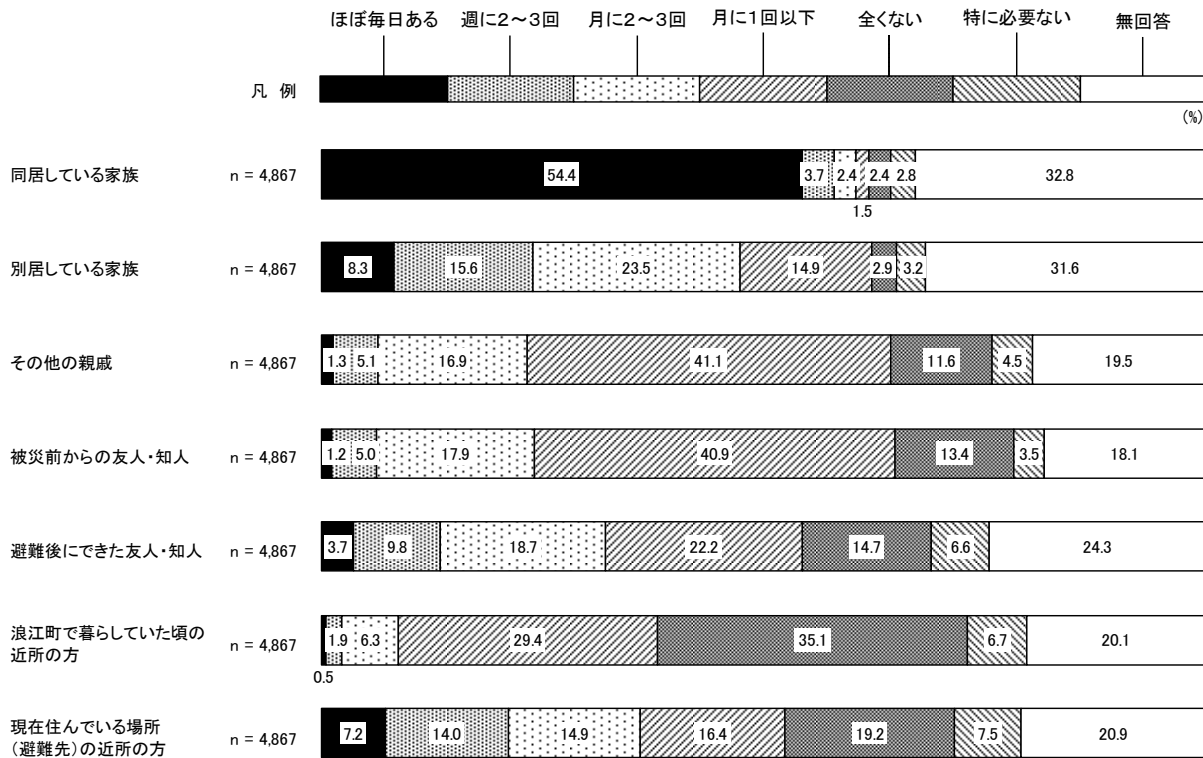 ほぼ毎日ある 週に2～3回 月に2～3回 月に1回以下 全くない 特に必要ない 無回答
凡 例
(%)
同居している家族 n = 4,867 54.4 3.7 2.4 2.4 2.8 32.8
1.5
別居している家族 n = 4,867 8.3 15.6 23.5 14.9 2.9 3.2 31.6
その他の親戚 n = 4,867 1.3 5.1 16.9 41.1 11.6 4.5 19.5
被災前からの友人・知人 n = 4,867 1.2 5.0 17.9 40.9 13.4 3.5 18.1
避難後にできた友人・知人 n = 4,867 3.7 9.8 18.7 22.2 14.7 6.6 24.3
浪江町で暮らしていた頃の
近所の方 n = 4,867 1.9 6.3 29.4 35.1 6.7 20.1
0.5
現在住んでいる場所
（避難先）の近所の方 n = 4,867 7.2 14.0 14.9 16.4 19.2 7.5 20.9